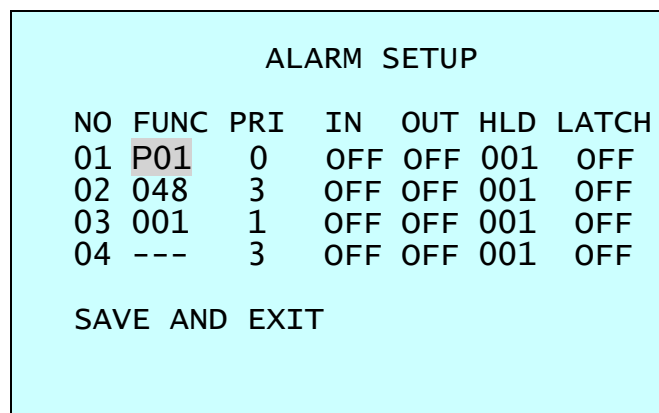 ALARM SETUP
NO FUNC PRI IN OUT HLD LATCH
01 P01 0 OFF OFF 001 OFF
02 048 3 OFF OFF 001 OFF
03 001 1 OFF OFF 001 OFF
04 --- 3 OFF OFF 001 OFF
SAVE AND EXIT